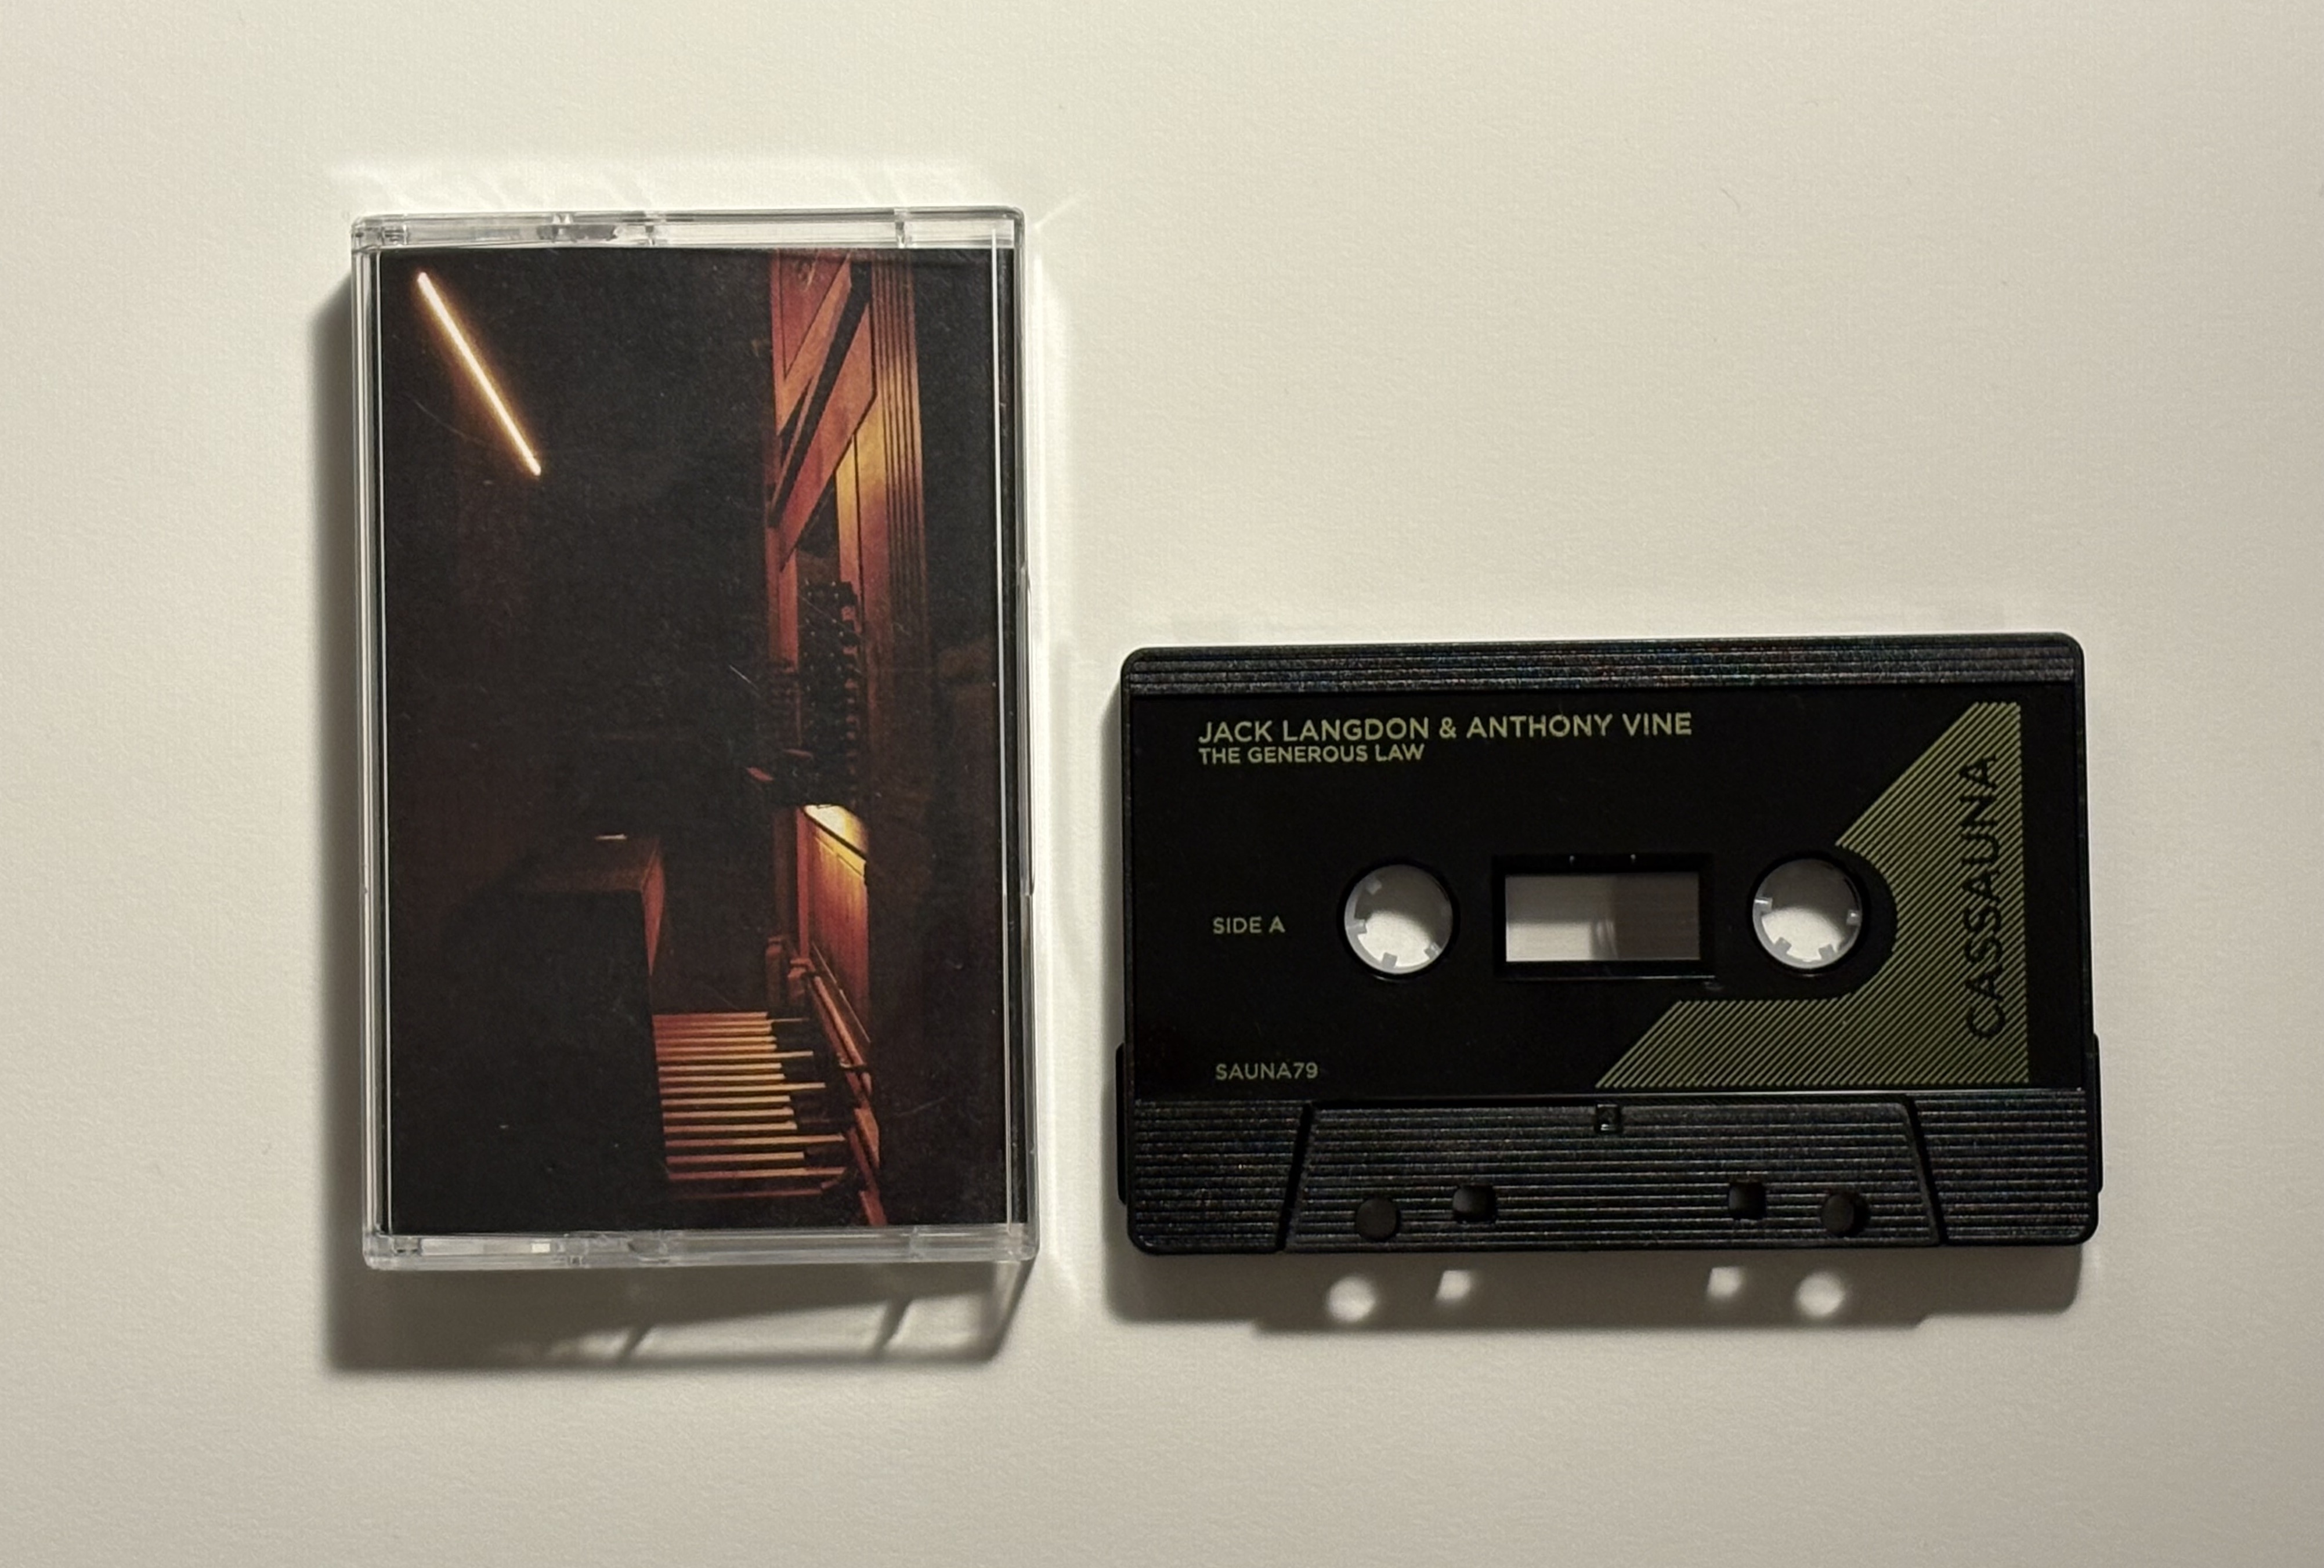 JACK LANGDON & ANTHONY VINE
THE GENEROUS LAW
SIDE A
CASSAUNA
SAUNA79